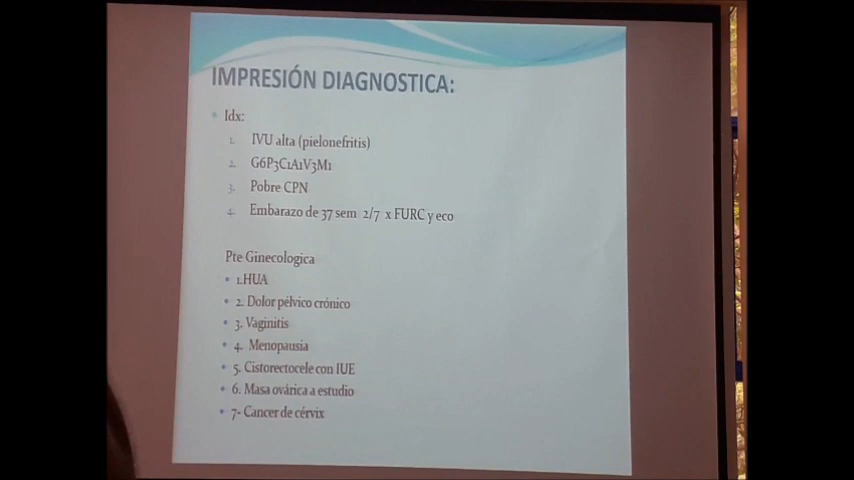 IMPRESIÓN DIAGNOSTICA:
Idx:
1. IVU alta (pielonefritis)
2. G6P3C1A1V3M1
3. Pobre CPN
4. Embarazo de 37 sem 2/7 x FURC y eco
Pte Ginecologica
1.HUA
2. Dolor pélvico crónico
3. Vaginitis
4. Menopausia
5. Cistorectocele con IUE
6. Masa ovárica a estudio
7- Cancer de cérvix